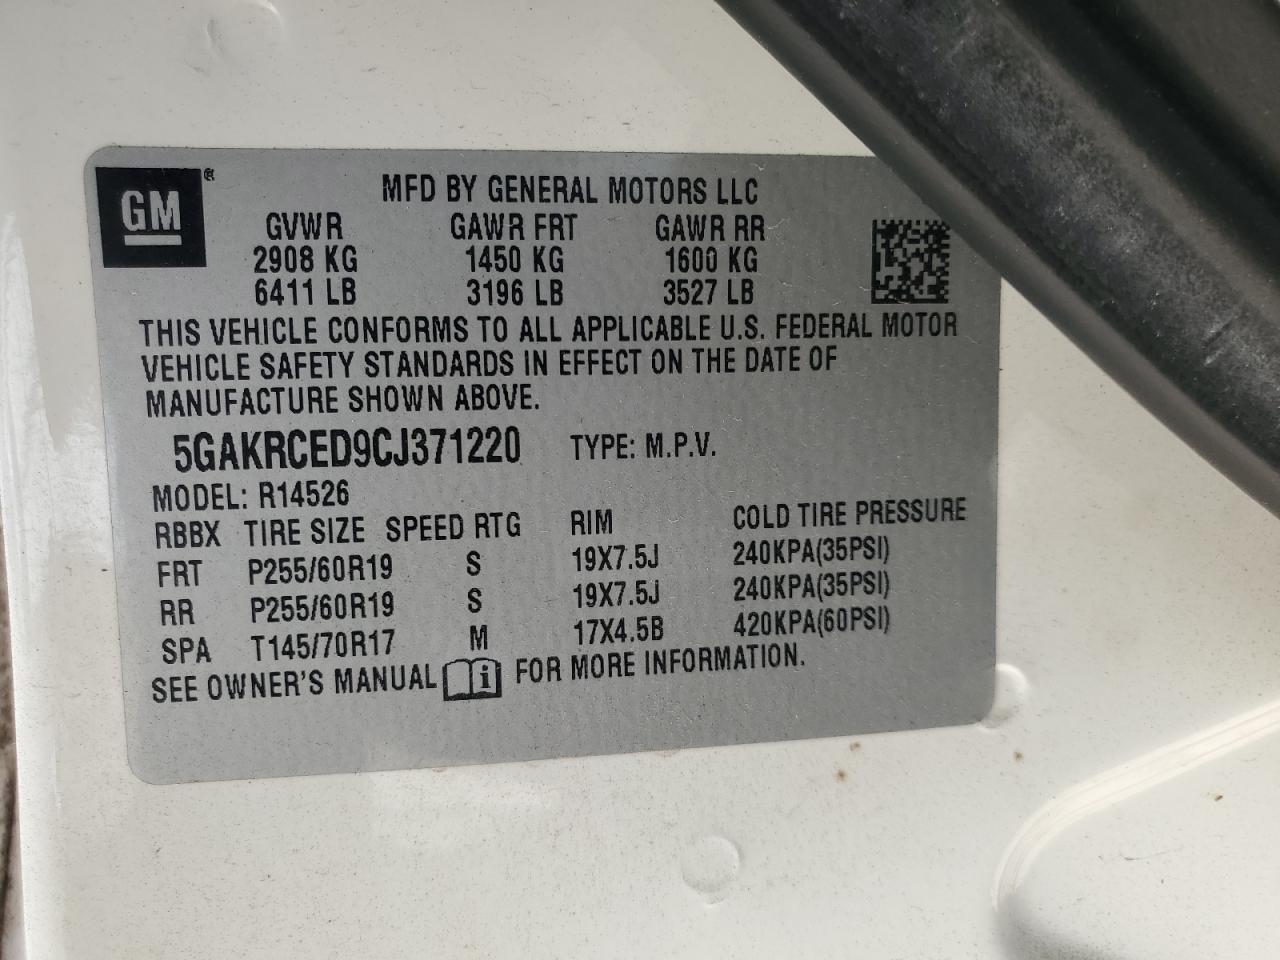 GM ®
MFD BY GENERAL MOTORS LLC
GVWR GAWR FRT GAWR RR
2908 KG 1450 KG 1600 KG
6411 LB 3196 LB 3527 LB
THIS VEHICLE CONFORMS TO ALL APPLICABLE U.S. FEDERAL MOTOR
VEHICLE SAFETY STANDARDS IN EFFECT ON THE DATE OF
MANUFACTURE SHOWN ABOVE.
5GAKRCED9CJ371220 TYPE: M.P.V.
MODEL: R14526
RBBX TIRE SIZE SPEED RTG RIM COLD TIRE PRESSURE
FRT P255/60R19 S 19X7.5J 240KPA(35PSI)
RR P255/60R19 S 19X7.5J 240KPA(35PSI)
SPA T145/70R17 M 17X4.5B 420KPA(60PSI)
SEE OWNER'S MANUAL i FOR MORE INFORMATION.